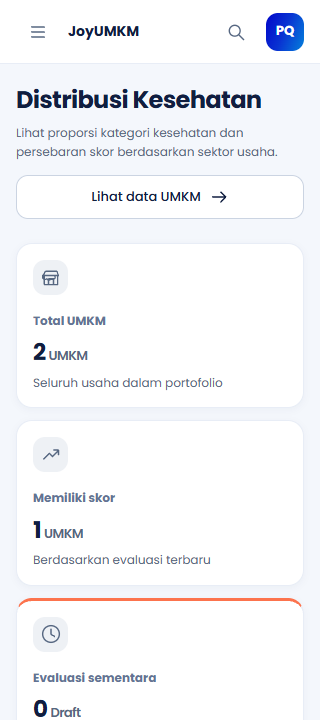 JoyUMKM
PQ
Distribusi Kesehatan
Lihat proporsi kategori kesehatan dan
persebaran skor berdasarkan sektor usaha.
Lihat data UMKM
Total UMKM
2 UMKM
Seluruh usaha dalam portofolio
Memiliki skor
1 UMKM
Berdasarkan evaluasi terbaru
Evaluasi sementara
0 Draft